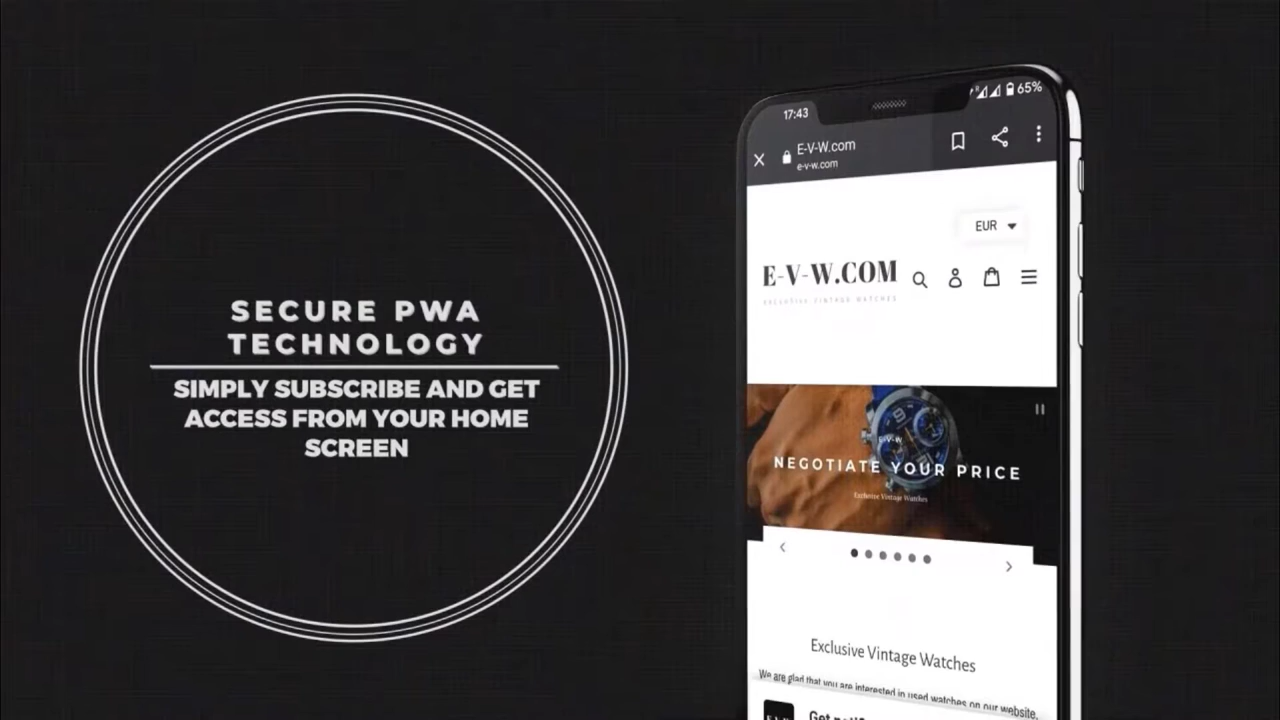 SECURE PWA
TECHNOLOGY
SIMPLY SUBSCRIBE AND GET
ACCESS FROM YOUR HOME
SCREEN
17:43
R
65%
E-V-W.com
e-v-w.com
EUR
E-V-W.COM
EXCLUSIVE VINTAGE WATCHES
E-V-W
NEGOTIATE YOUR PRICE
Exclusive Vintage Watches
Exclusive Vintage Watches
We are glad that you are interested in used watches on our website.
E-V-W
Get